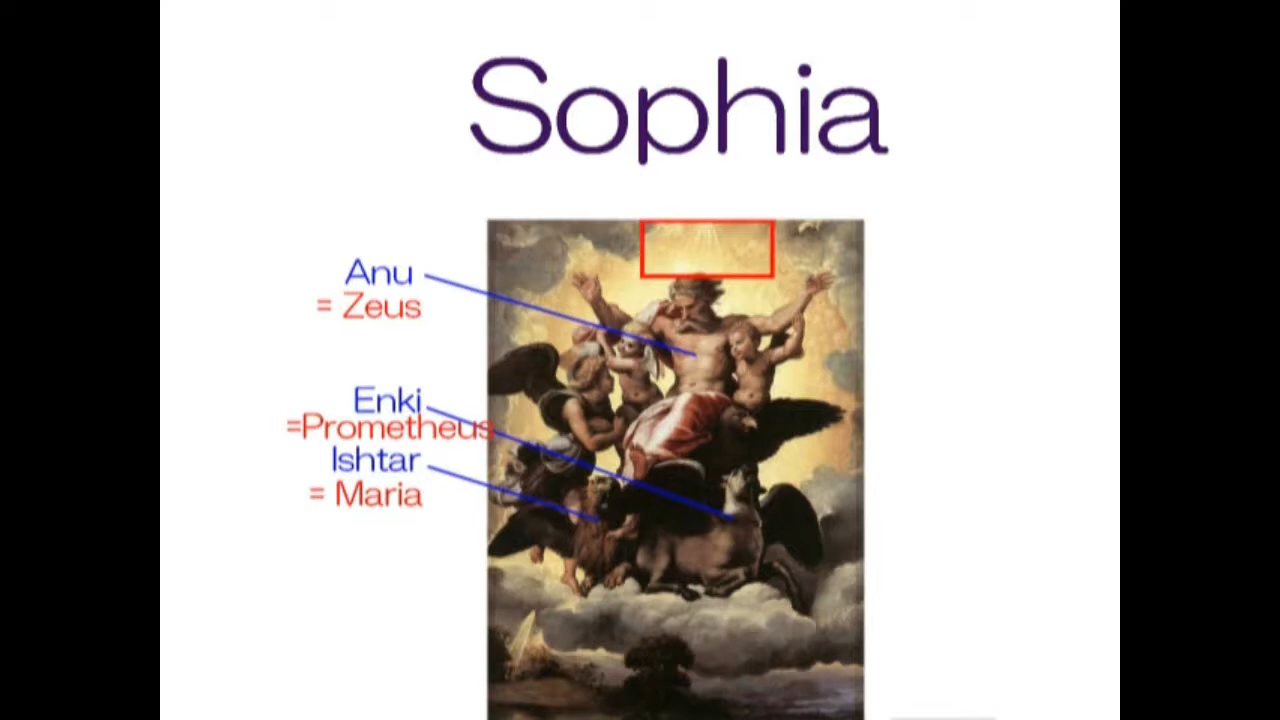 Sophia
Anu
= Zeus
Enki
=Prometheus
Ishtar
= Maria